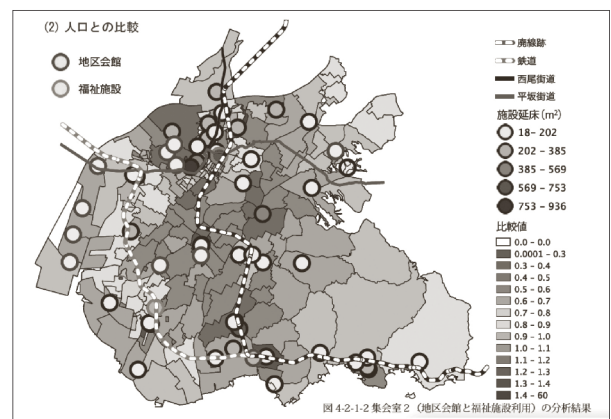 (2) 人口との比較
地区会館
福祉施設
廃線跡
鉄道
西尾街道
平坂街道
施設延床(m²)
18- 202
202 - 385
385 - 569
569 - 753
753 - 936
比較値
0.0 - 0.0
0.0001 - 0.3
0.3 - 0.4
0.4 - 0.5
0.5 - 0.6
0.6 - 0.7
0.7 - 0.8
0.8 - 0.9
0.9 - 1.0
1.0 - 1.1
1.1 - 1.2
1.2 - 1.3
1.3 - 1.4
1.4 - 60
図 4-2-1-2 集会室 2(地区会館と福祉施設利用)の分析結果